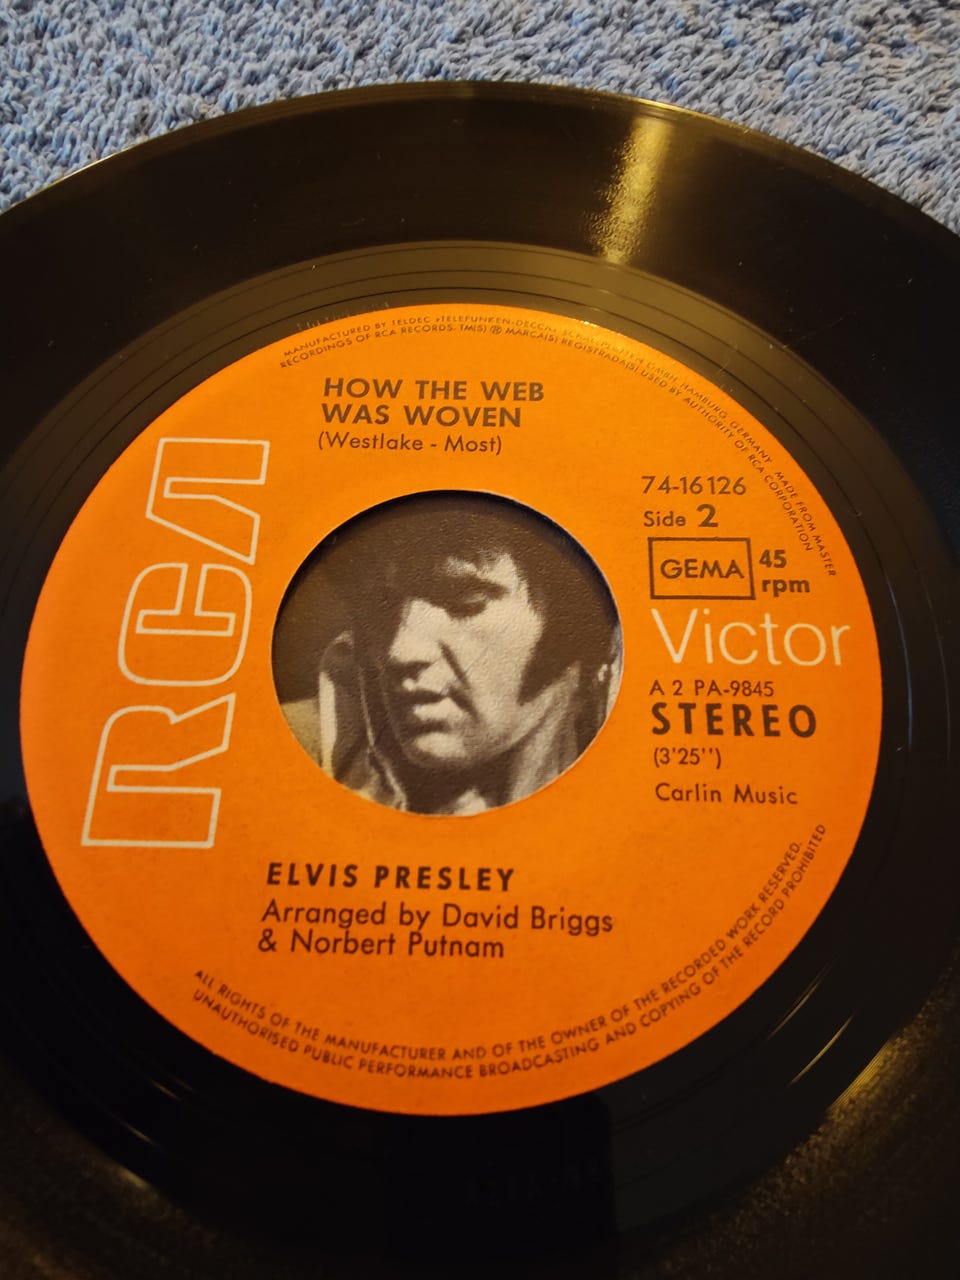 MANUFACTURED BY TELDEC »TELEFUNKEN-DECCA« SCHALLPLATTEN GMBH, HAMBURG, GERMANY · MADE FROM MASTER
RECORDINGS OF RCA RECORDS. TM(S) ® MARCA(S) REGISTRADA(S) USED BY AUTHORITY OF RCA CORPORATION
HOW THE WEB
WAS WOVEN
(Westlake - Most)
RCA
74-16126
Side 2
GEMA
45
rpm
Victor
A 2 PA-9845
STEREO
(3'25'')
Carlin Music
ELVIS PRESLEY
Arranged by David Briggs
& Norbert Putnam
ALL RIGHTS OF THE MANUFACTURER AND OF THE OWNER OF THE RECORDED WORK RESERVED.
UNAUTHORISED PUBLIC PERFORMANCE BROADCASTING AND COPYING OF THE RECORD PROHIBITED